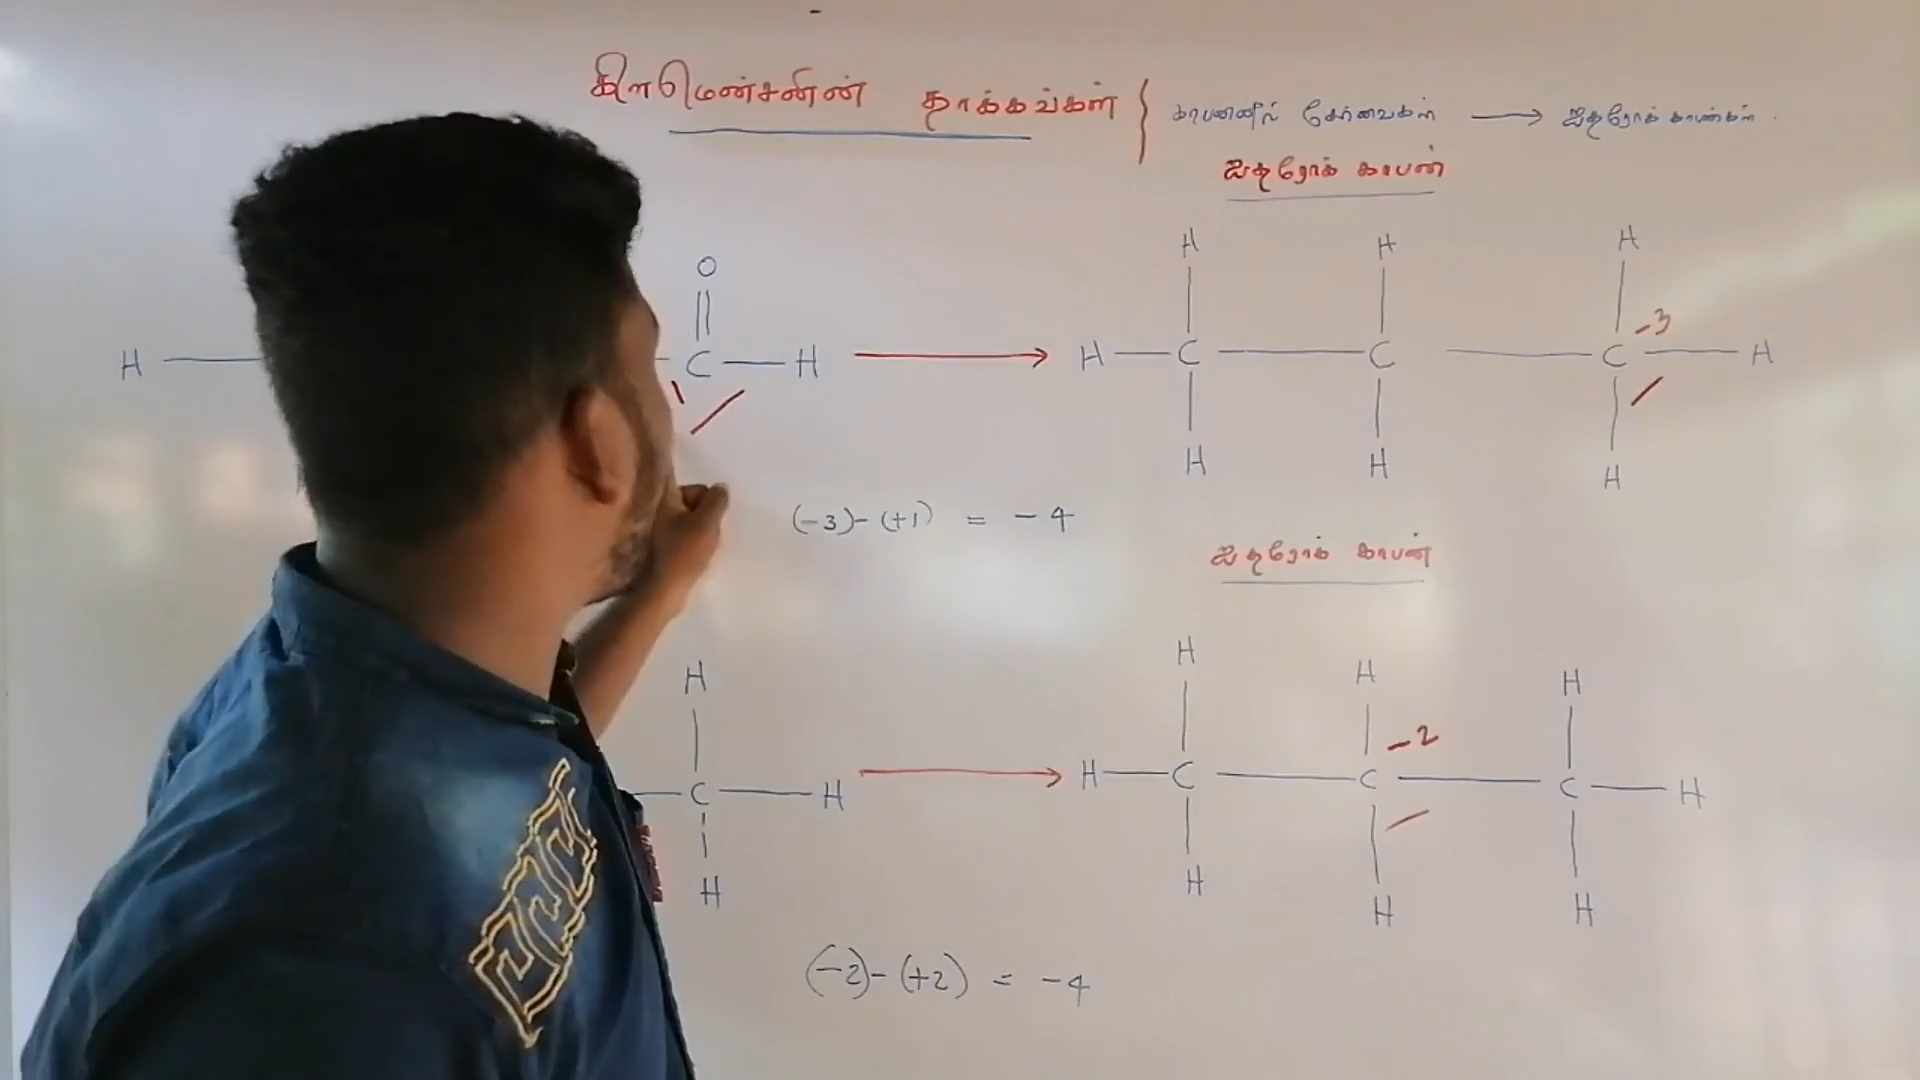 கிளமென்சனின் தாக்கங்கள்
காபனைல் சேர்வைகள் ⟶ ஐதரோக் காபன்கள்.
ஐதரோக் காபன்
H H H
O
-3
H C H ⟶ H C C C H
H H H
(-3)-(+1) = -4
ஐதரோக் காபன்
H H H H
-2
C H ⟶ H C C C H
H H H H
(-2)-(+2) = -4